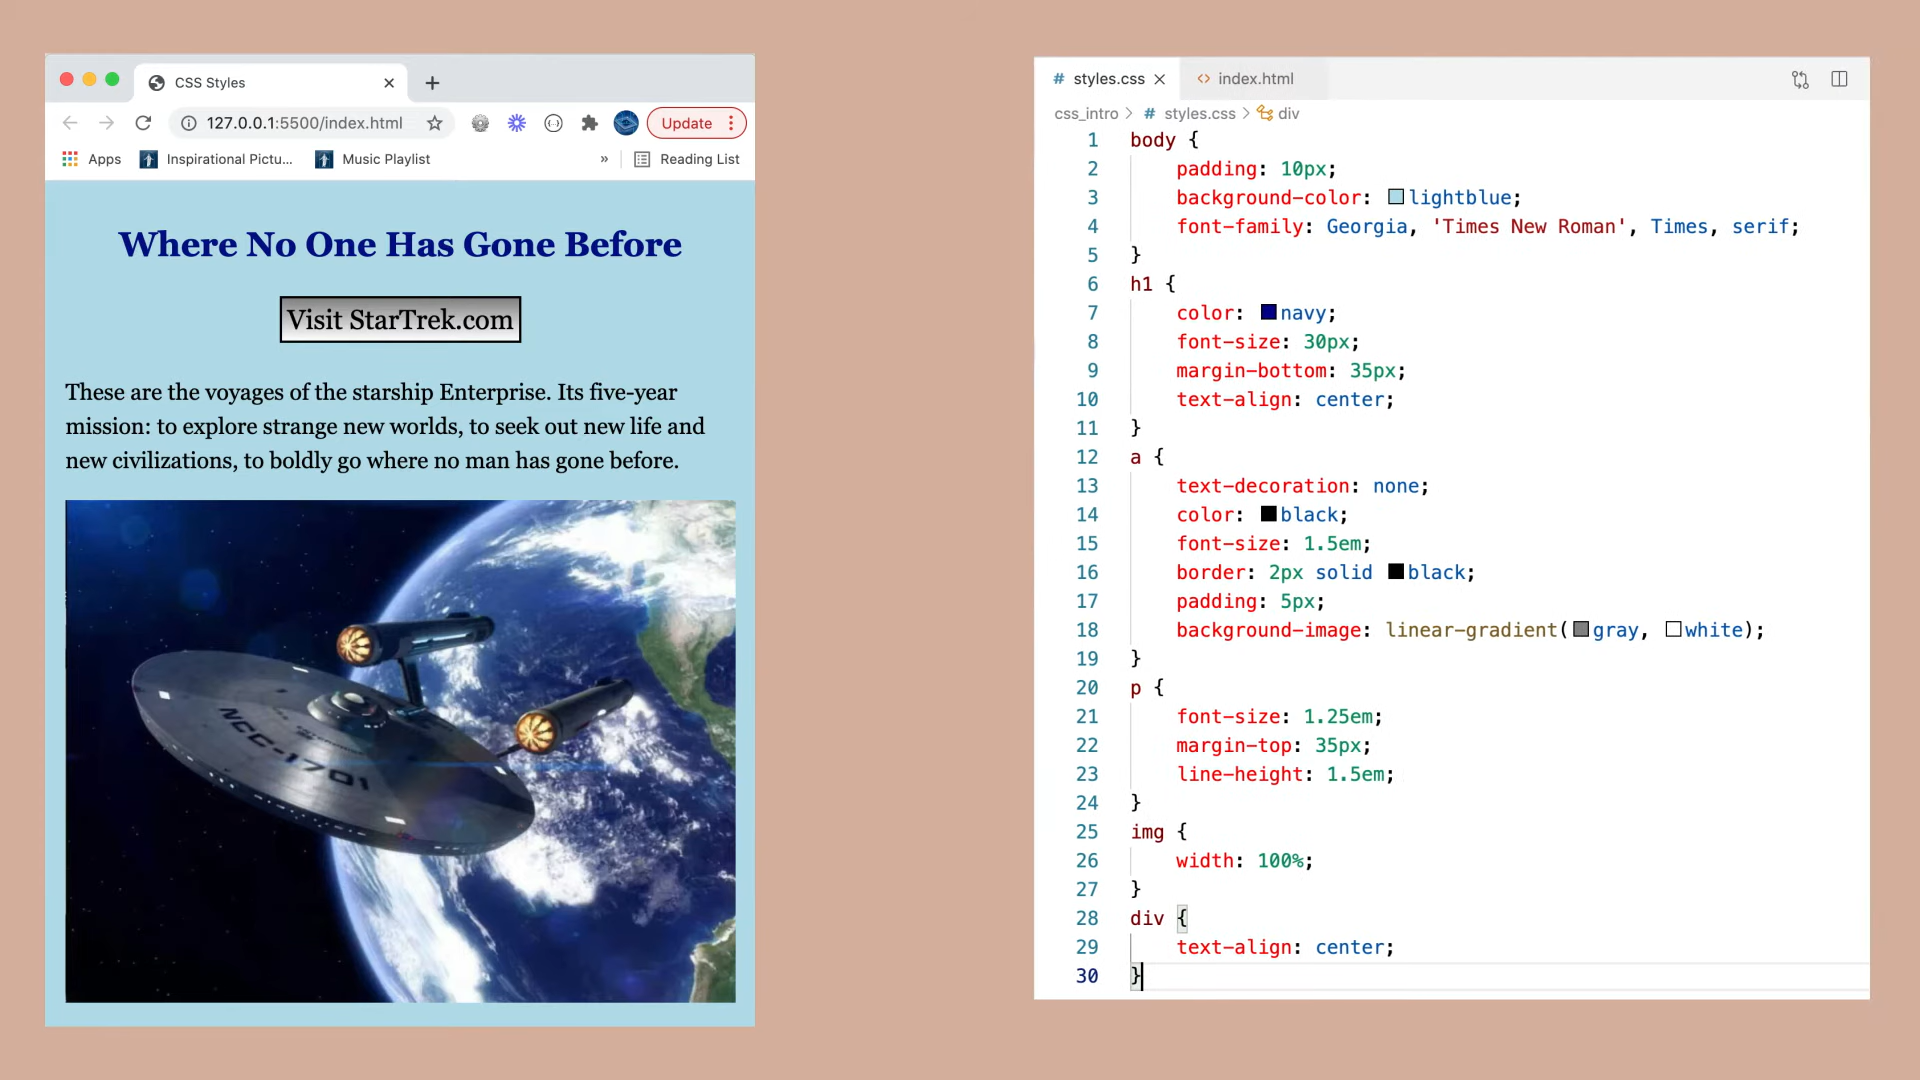 CSS Styles
127.0.0.1:5500/index.html
Update
Apps
Inspirational Pictu...
Music Playlist
»
Reading List
Where No One Has Gone Before
Visit StarTrek.com
These are the voyages of the starship Enterprise. Its five-year
mission: to explore strange new worlds, to seek out new life and
new civilizations, to boldly go where no man has gone before.
NCC-1701
# styles.css
<> index.html
css_intro > # styles.css > div
1 body {
2 padding: 10px;
3 background-color: lightblue;
4 font-family: Georgia, 'Times New Roman', Times, serif;
5 }
6 h1 {
7 color: navy;
8 font-size: 30px;
9 margin-bottom: 35px;
10 text-align: center;
11 }
12 a {
13 text-decoration: none;
14 color: black;
15 font-size: 1.5em;
16 border: 2px solid black;
17 padding: 5px;
18 background-image: linear-gradient(gray, white);
19 }
20 p {
21 font-size: 1.25em;
22 margin-top: 35px;
23 line-height: 1.5em;
24 }
25 img {
26 width: 100%;
27 }
28 div {
29 text-align: center;
30 }